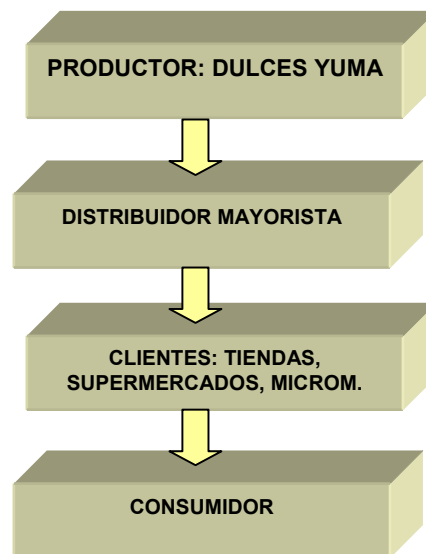 PRODUCTOR: DULCES YUMA
DISTRIBUIDOR MAYORISTA
CLIENTES: TIENDAS,
SUPERMERCADOS, MICROM.
CONSUMIDOR